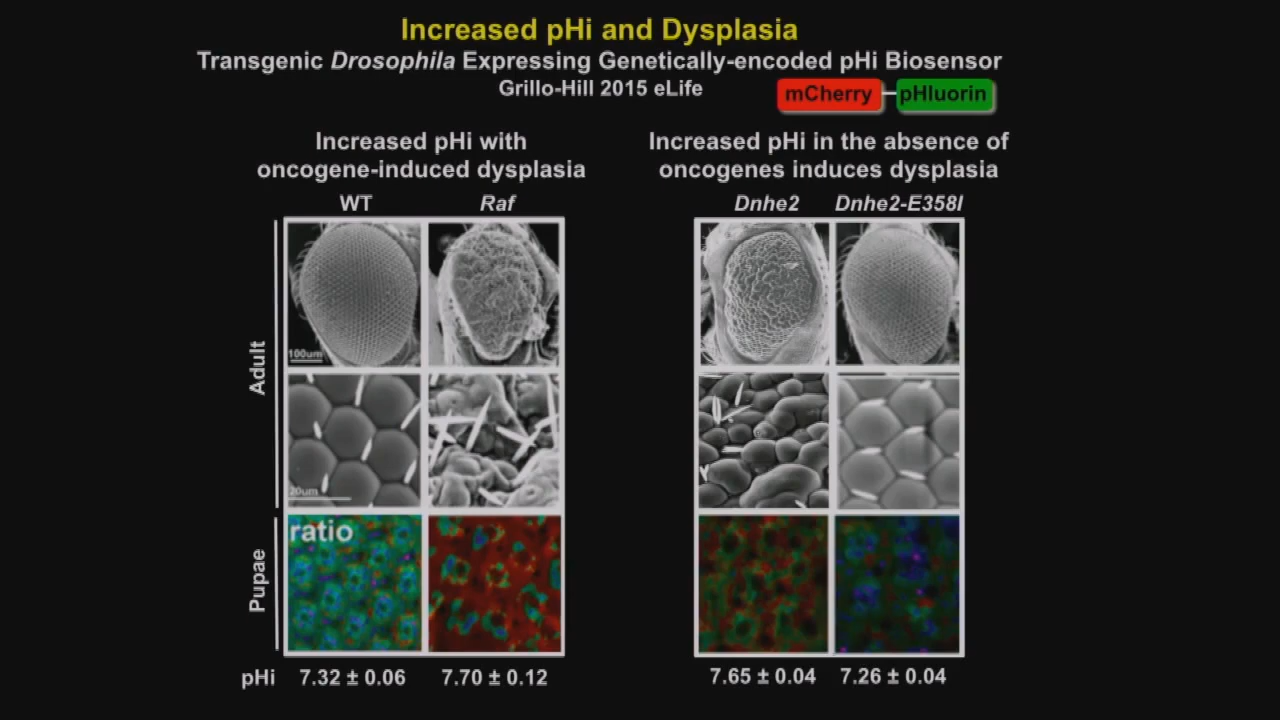 Increased pHi and Dysplasia
Transgenic Drosophila Expressing Genetically-encoded pHi Biosensor
Grillo-Hill 2015 eLife
mCherry pHluorin
Increased pHi with
oncogene-induced dysplasia
Increased pHi in the absence of
oncogenes induces dysplasia
WT Raf Dnhe2 Dnhe2-E358I
Adult
100um
20um
Pupae
ratio
pHi 7.32 ± 0.06 7.70 ± 0.12 7.65 ± 0.04 7.26 ± 0.04